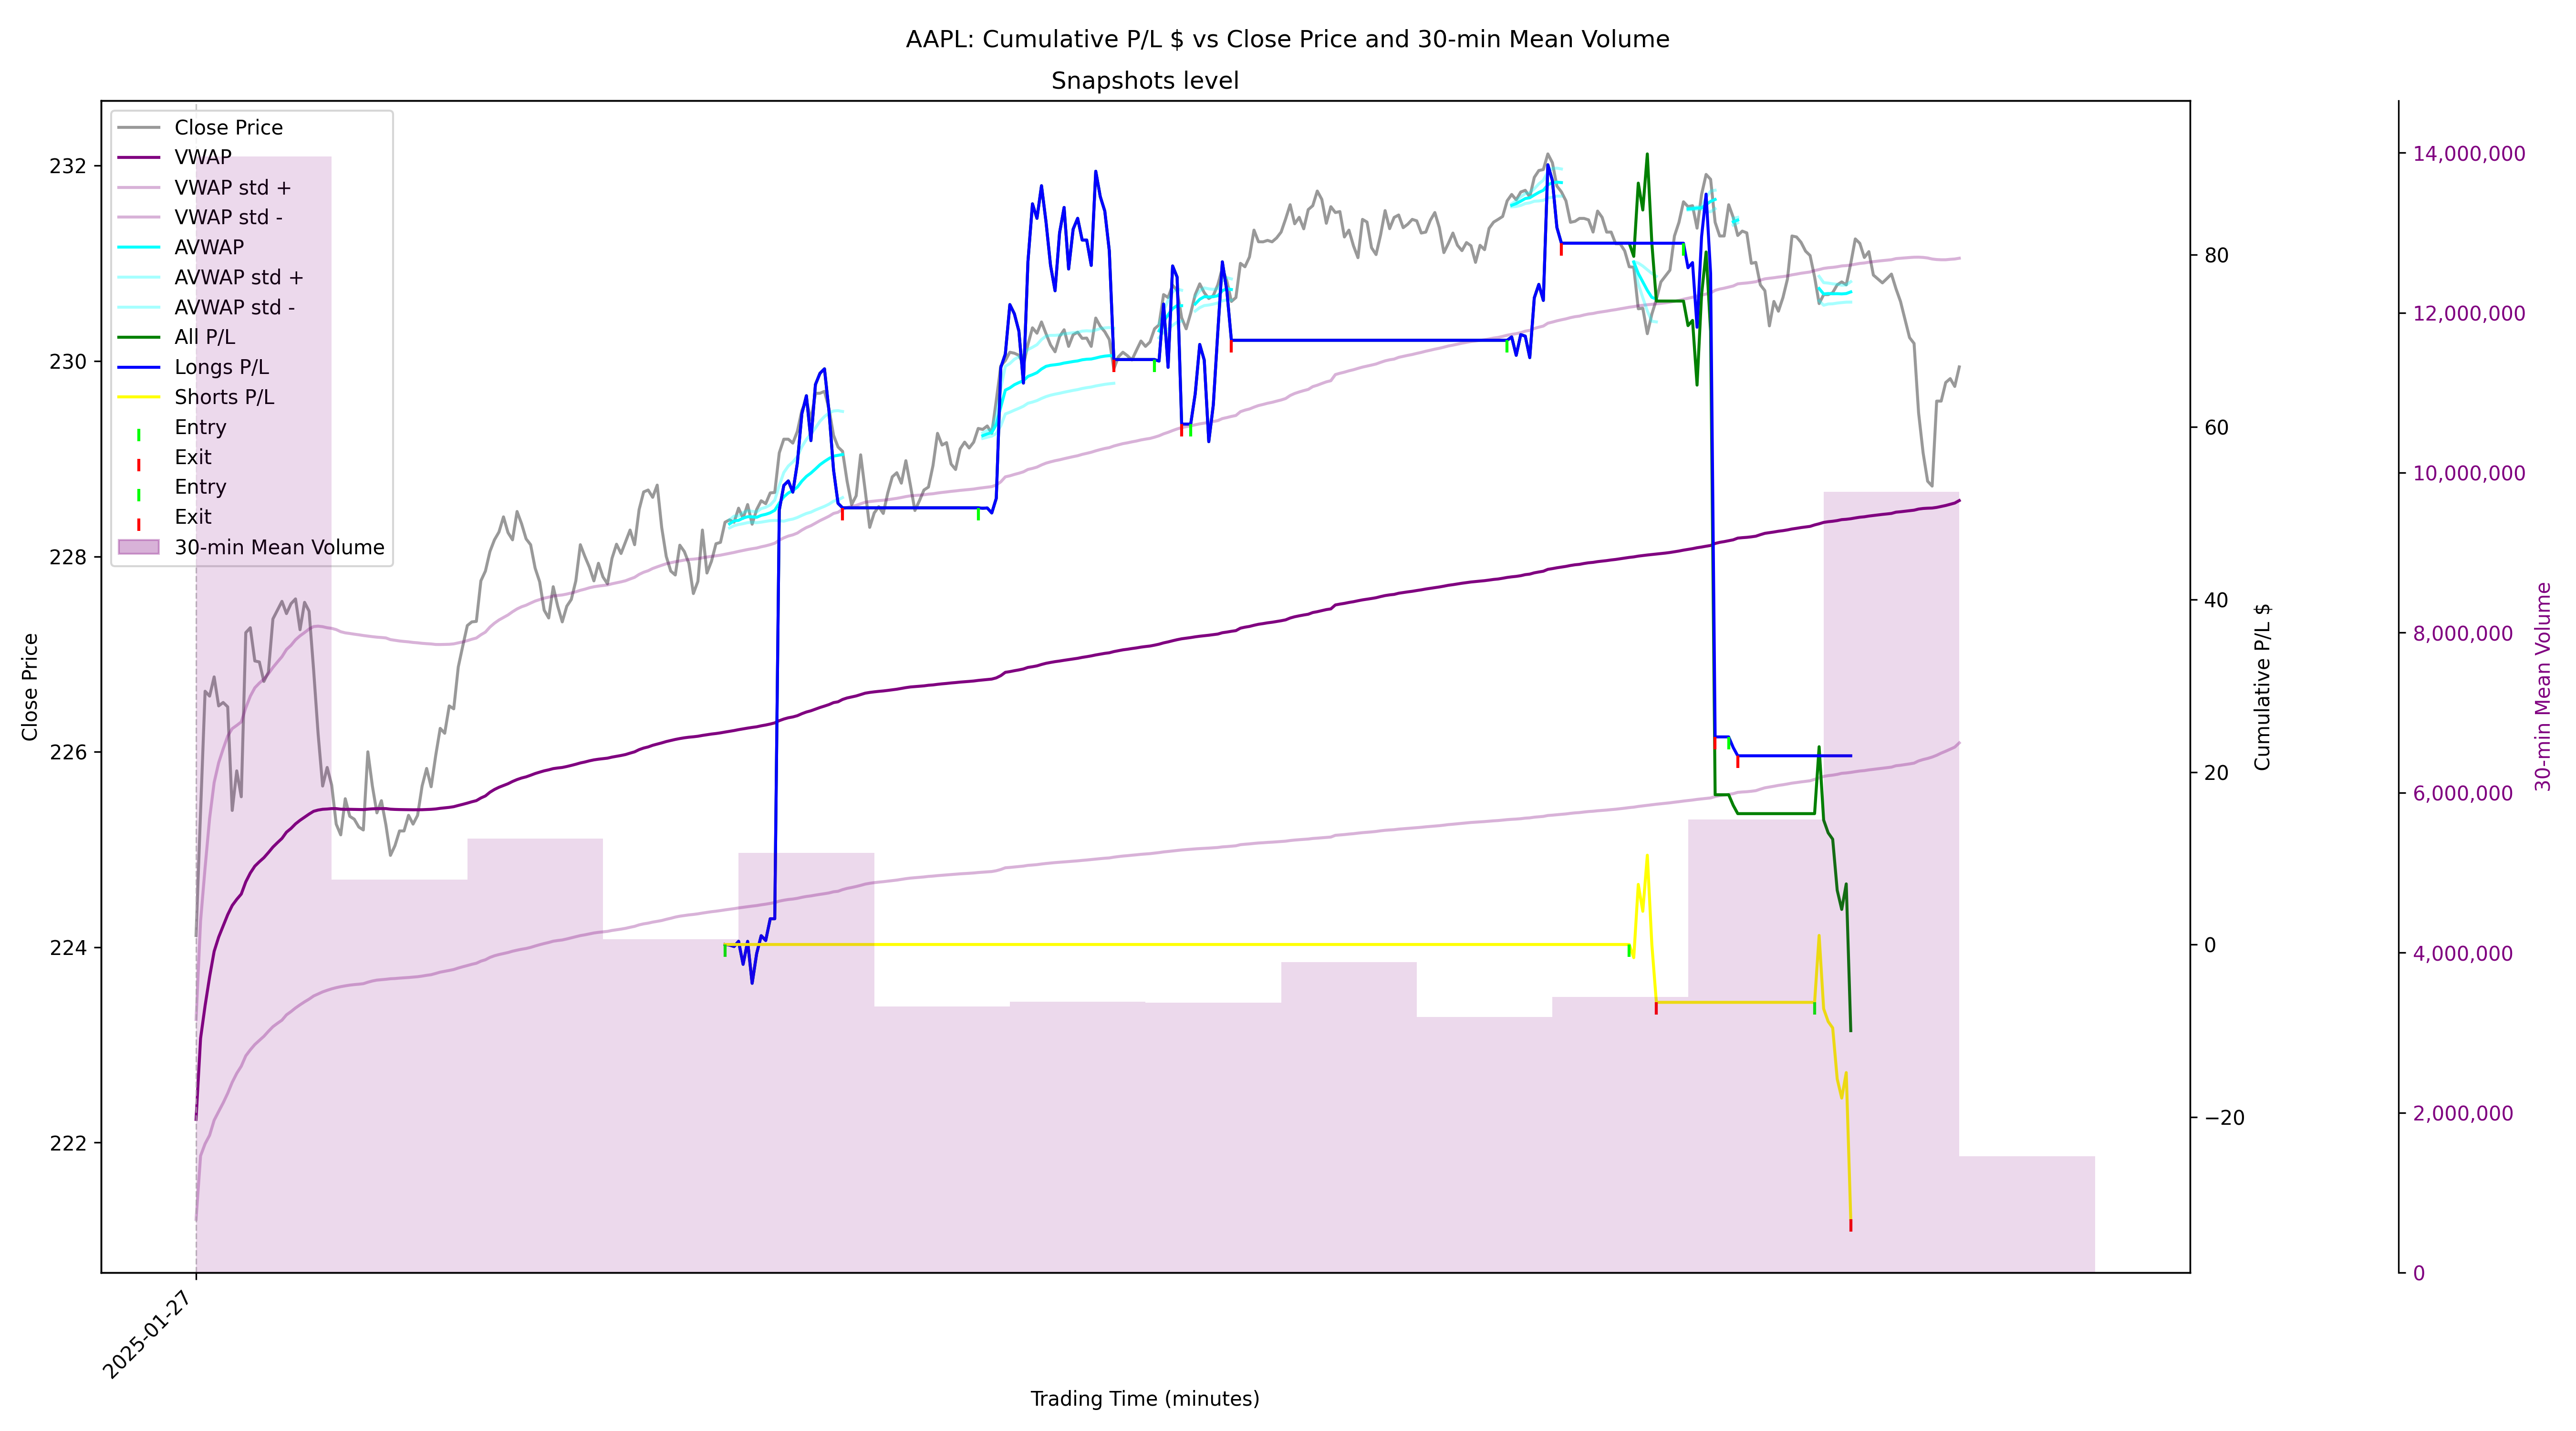 AAPL: Cumulative P/L $ vs Close Price and 30-min Mean Volume
Snapshots level
Close Price
VWAP
VWAP std +
VWAP std -
AVWAP
AVWAP std +
AVWAP std -
All P/L
Longs P/L
Shorts P/L
Entry
Exit
Entry
Exit
30-min Mean Volume
Close Price
232
230
228
226
224
222
80
60
40
20
0
−20
Cumulative P/L $
14,000,000
12,000,000
10,000,000
8,000,000
6,000,000
4,000,000
2,000,000
0
30-min Mean Volume
2025-01-27
Trading Time (minutes)